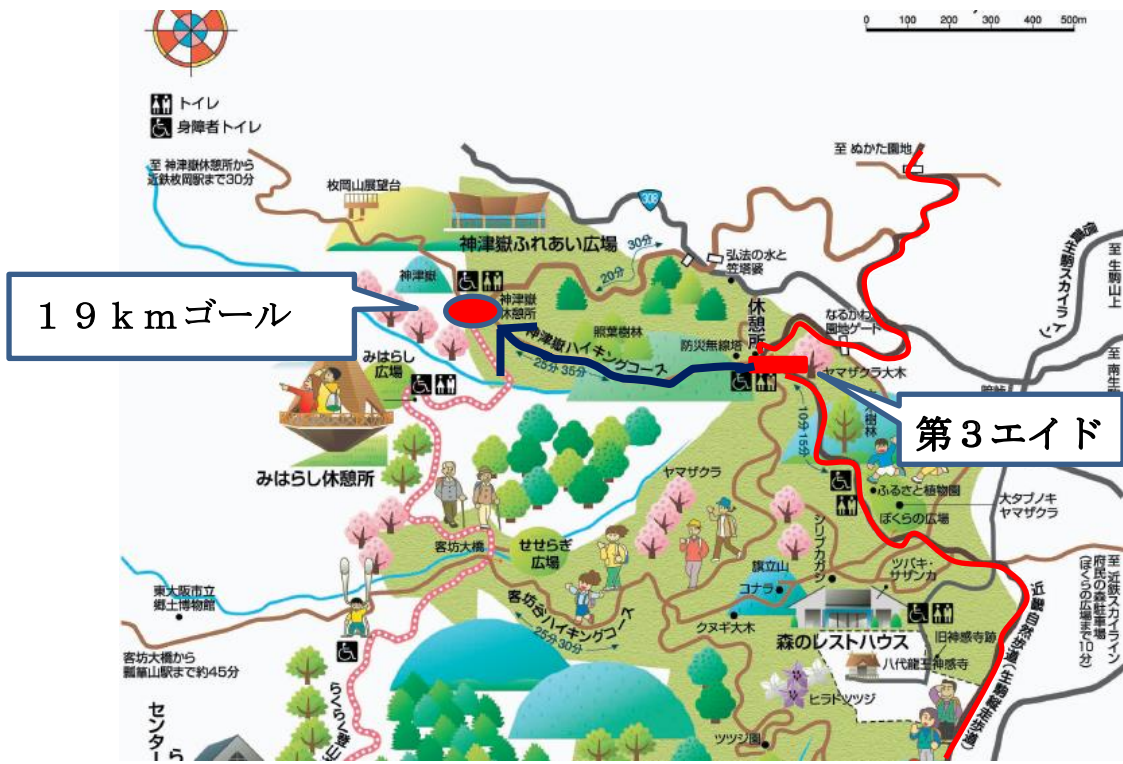 0 100 200 300 400 500m
トイレ
身障者トイレ
至 ぬかた園地
至 神津嶽休憩所から
近鉄枚岡駅まで30分
枚岡山展望台
308
神津嶽ふれあい広場
30分
20分
弘法の水と
笠塔婆
信貴生駒スカイライン
至 生駒山上
神津嶽
神津嶽
休憩所
19kmゴール
照葉樹林
休憩所
防災無線塔
なるかわ
園地ゲート
神津嶽ハイキングコース
25分 35分
ヤマザクラ大木
みはらし
広場
第3エイド
10分 15分
みはらし休憩所
ヤマザクラ
ふるさと植物園
ぼくらの広場
大タブノキ
ヤマザクラ
シリブカガシ
客坊大橋
せせらぎ
広場
旗立山
コナラ
ツバキ・
サザンカ
至 近鉄スカイライン
府民の森駐車場
(ぼくらの広場まで10分)
東大阪市立
郷土博物館
客坊谷ハイキングコース
25分 30分
クヌギ大木
森のレストハウス
旧神感寺跡
八代龍王神感寺
近畿自然歩道(生駒縦走歩道)
客坊大橋から
瓢箪山駅まで約45分
ヒラドツツジ
らくらく登山
センター
ら
ツツジ園